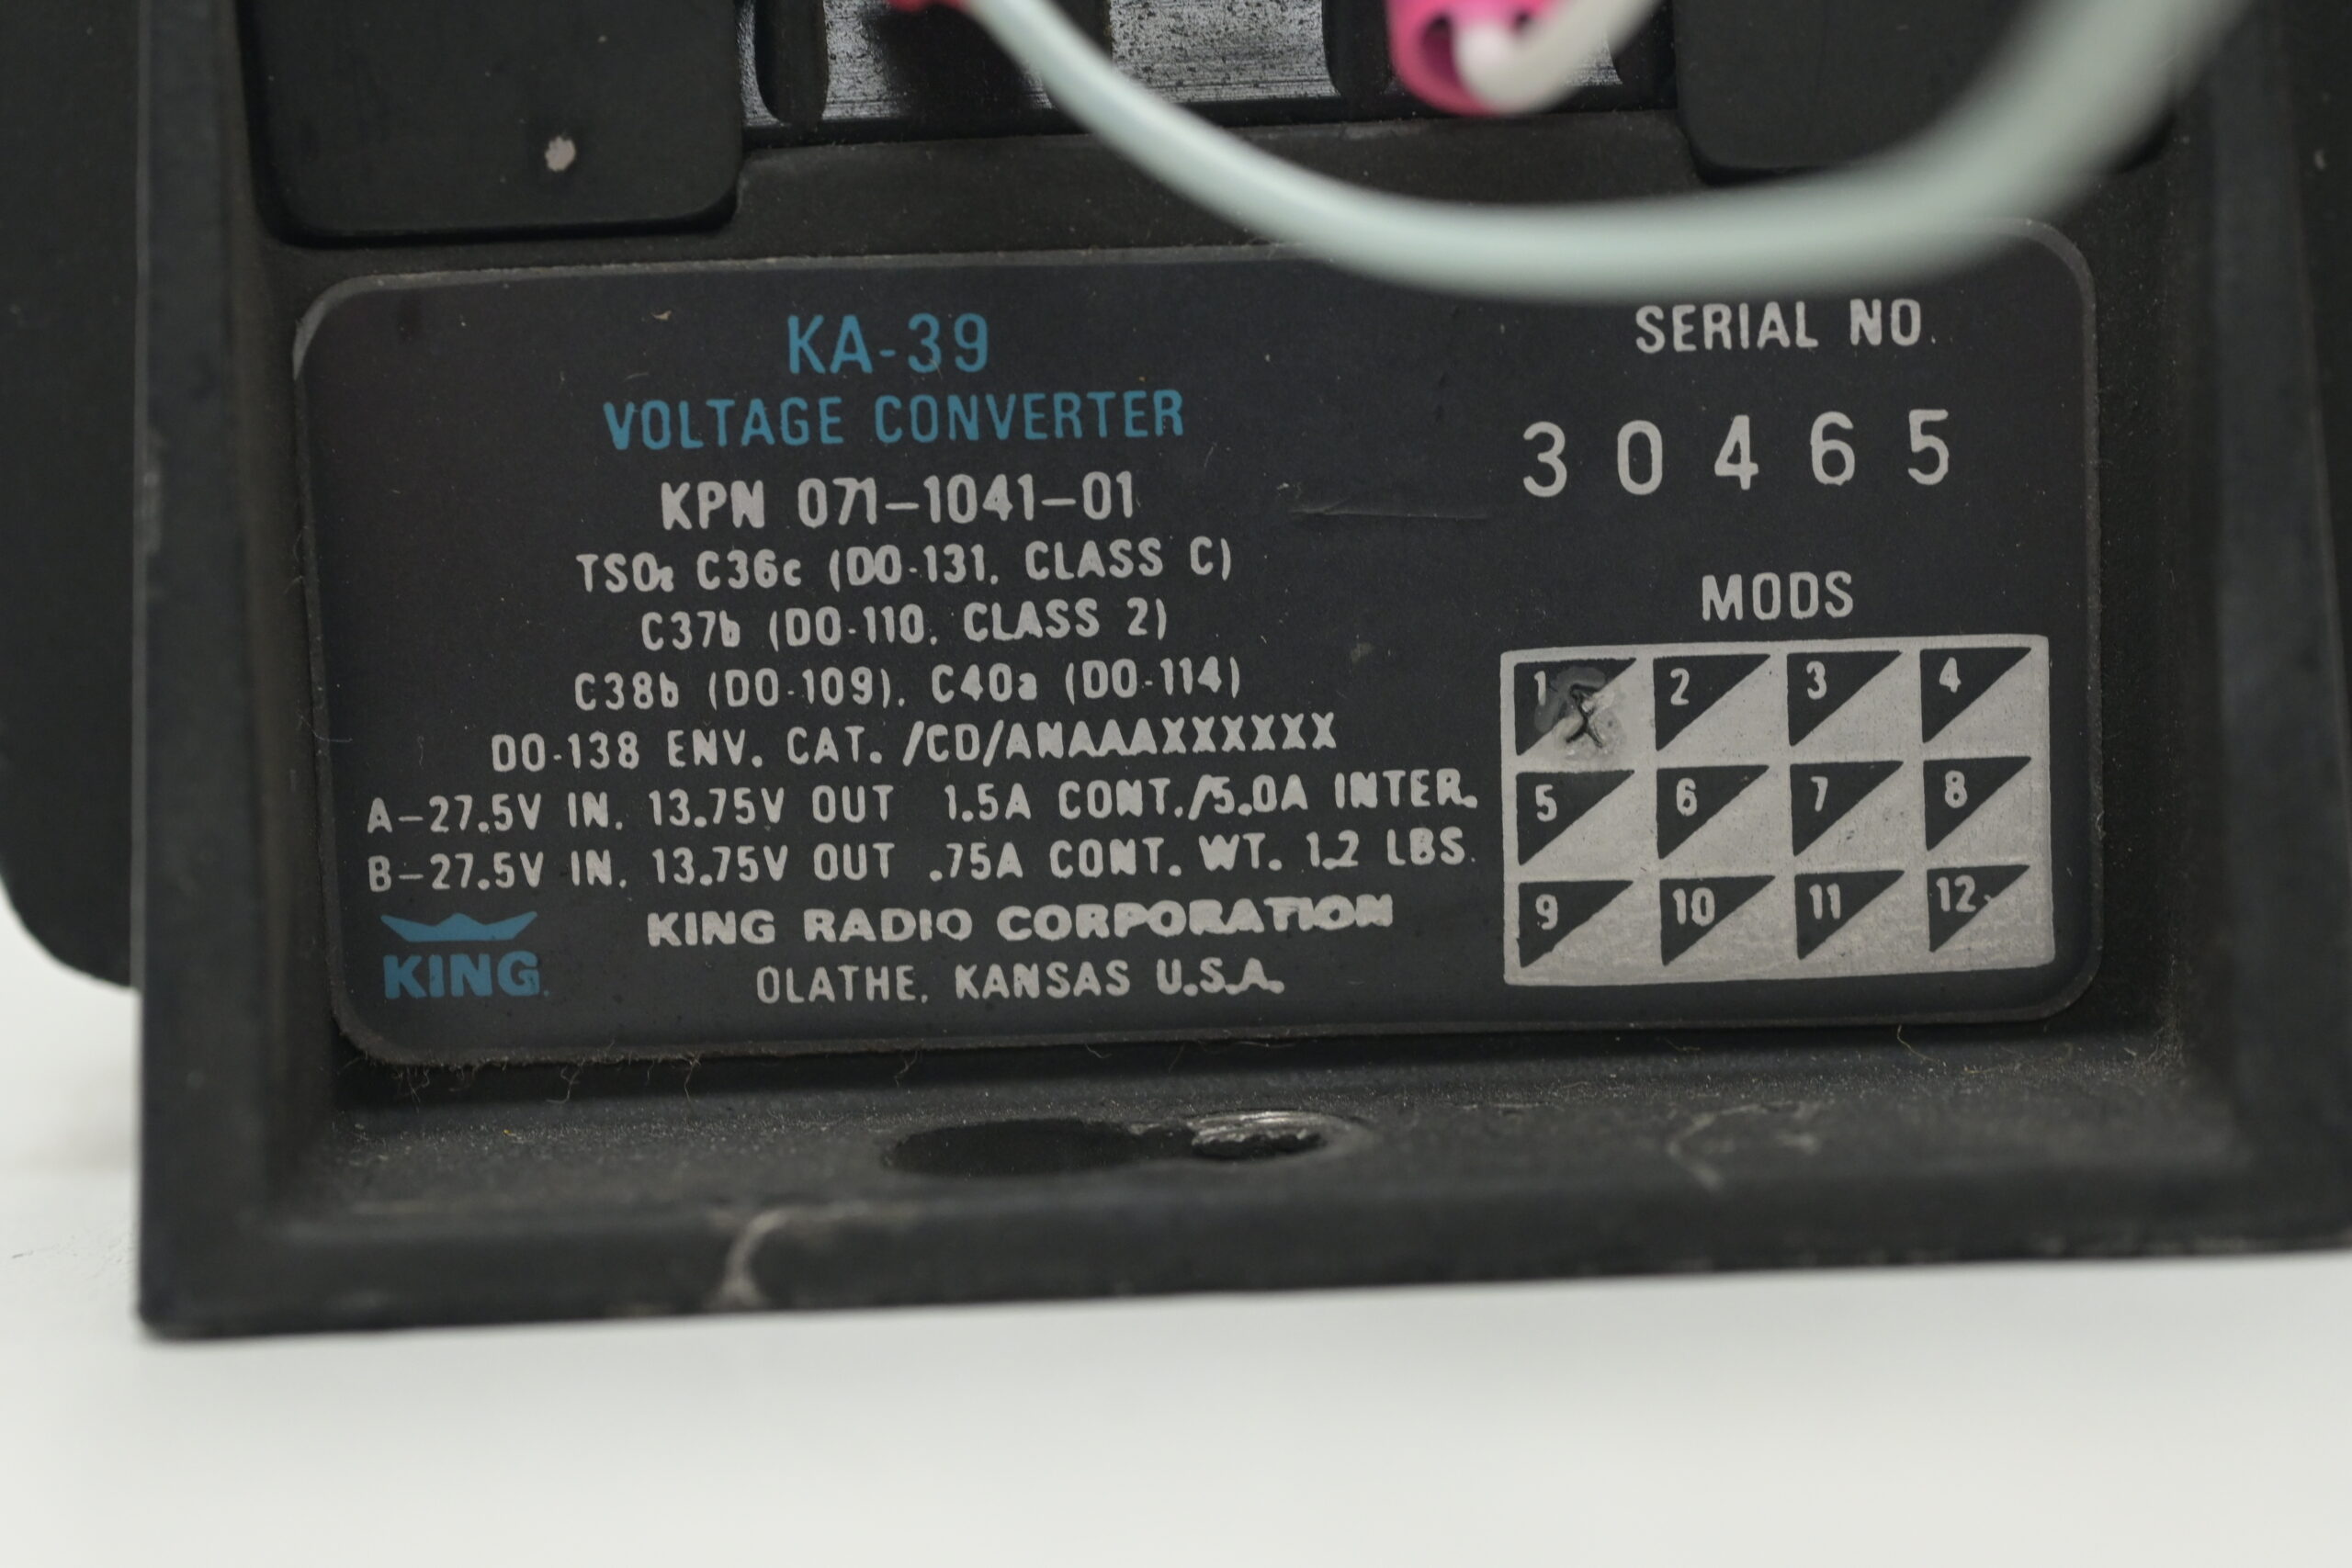 KA-39
VOLTAGE CONVERTER
KPN 071-1041-01
TSO: C36c (DO-131, CLASS C)
C37b (DO-110, CLASS 2)
C38b (DO-109), C40a (DO-114)
DO-138 ENV. CAT. /CD/ANAAAXXXXXX
A-27.5V IN, 13.75V OUT 1.5A CONT./5.0A INTER.
B-27.5V IN, 13.75V OUT .75A CONT. WT. 1.2 LBS.
KING
KING RADIO CORPORATION
OLATHE, KANSAS U.S.A.
SERIAL NO.
30465
MODS
1 X 2 3 4
5 6 7 8
9 10 11 12